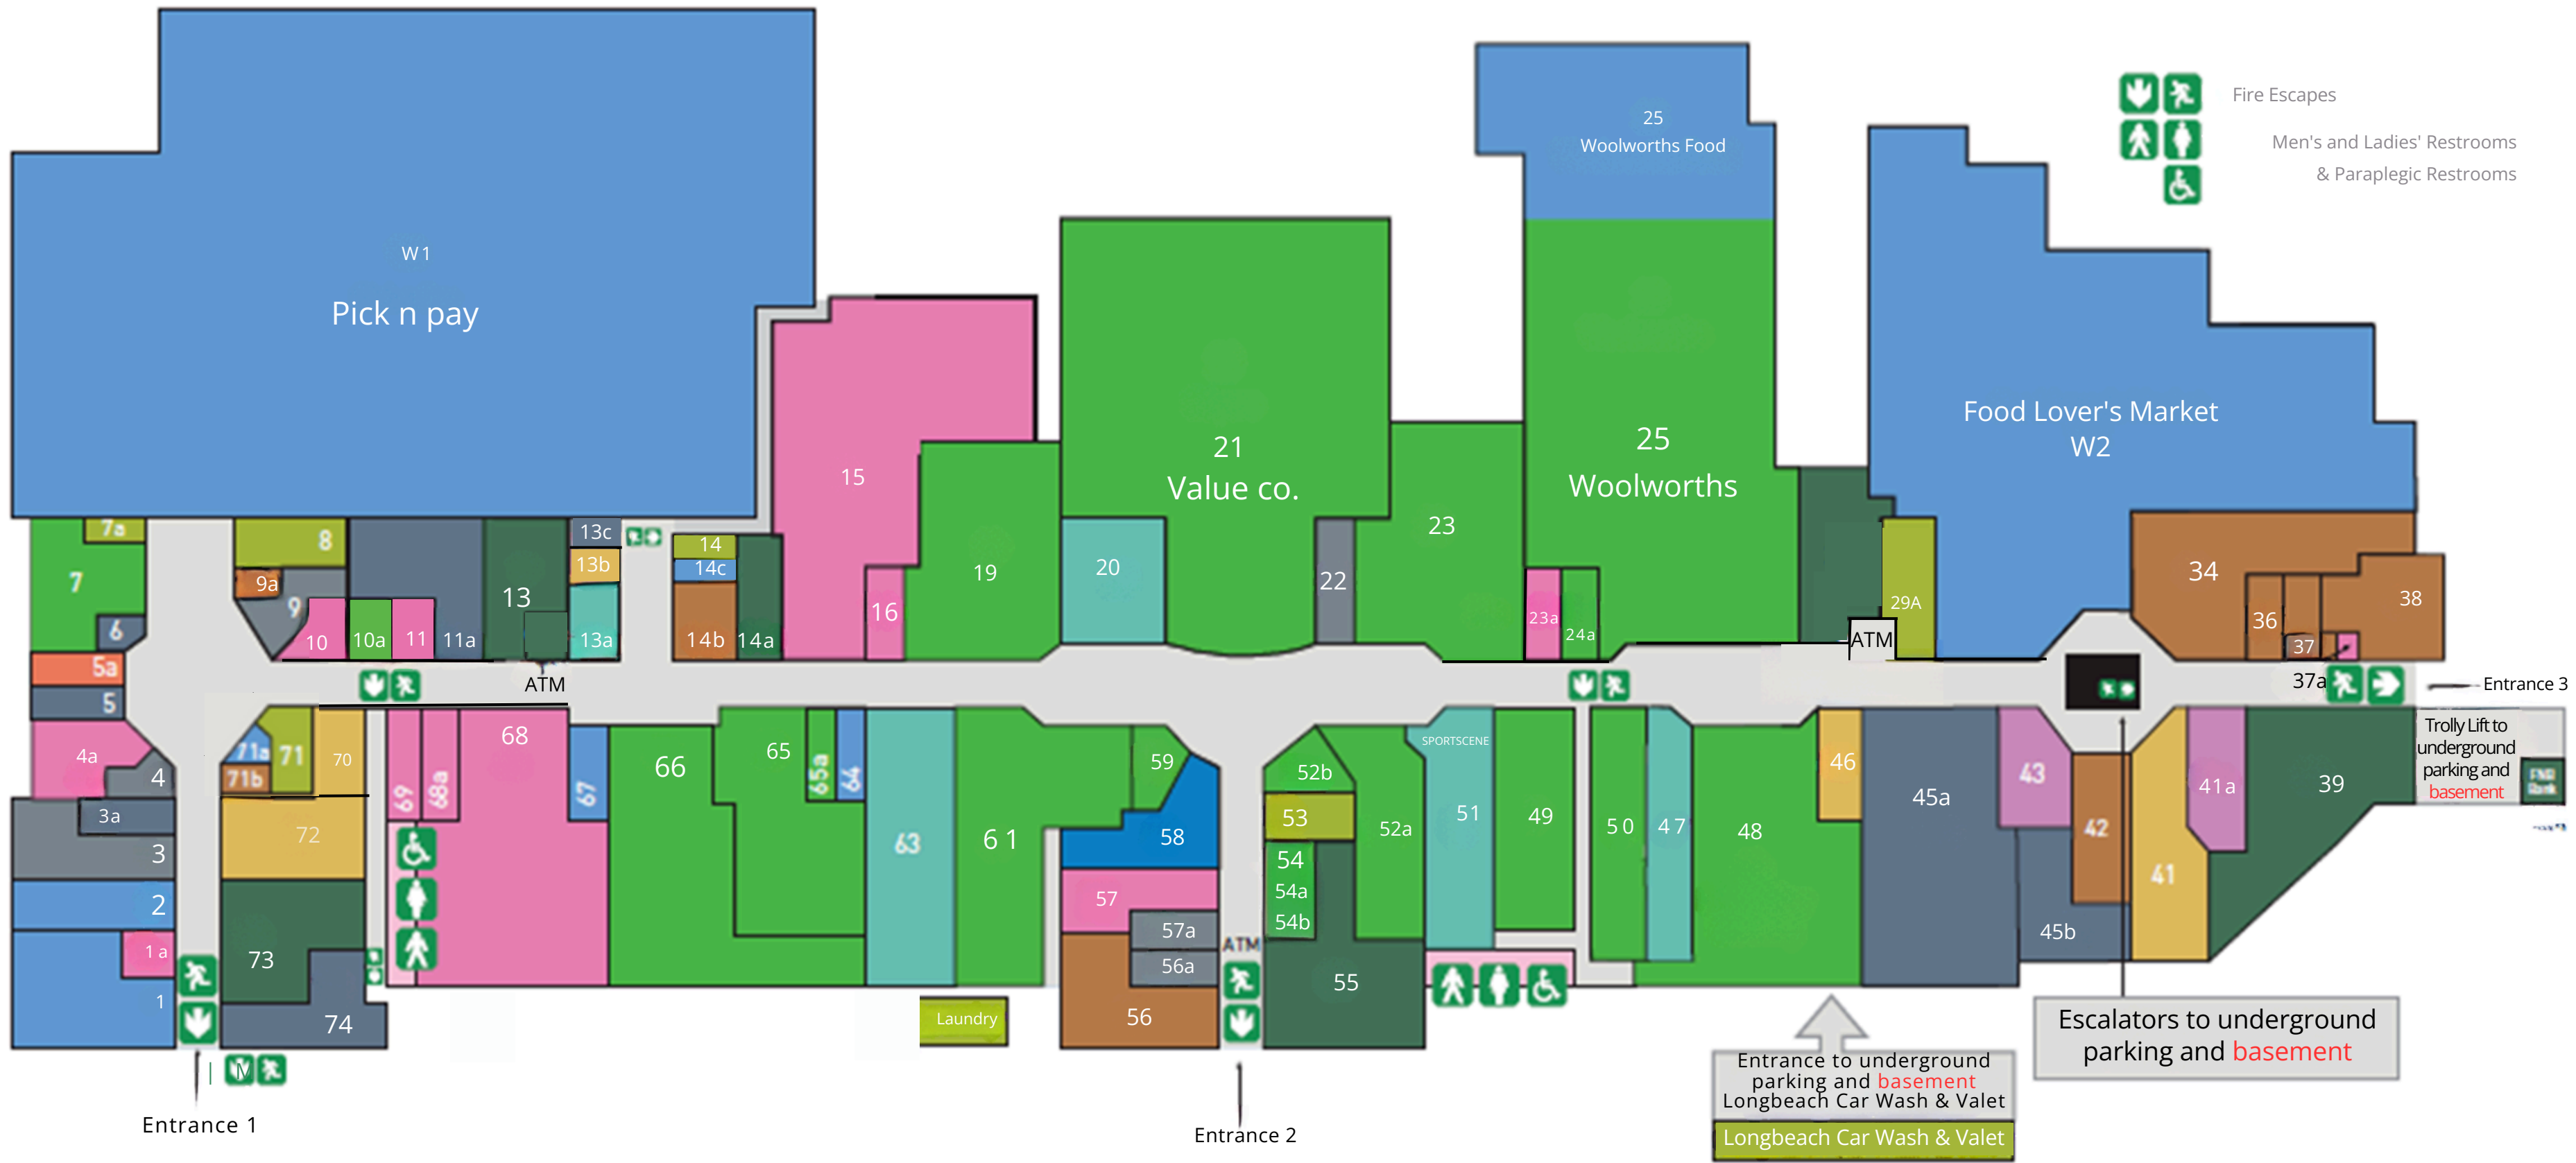 Fire Escapes
Men's and Ladies' Restrooms
& Paraplegic Restrooms
25
Woolworths Food
W1
Pick n pay
Food Lover's Market
W2
21
Value co.
25
Woolworths
15
23
19
20
22
16
23a
24a
29A
ATM
34
36
37
38
37a
Entrance 3
7a
7
6
5a
5
4a
4
3a
3
2
1a
1
8
9a
9
10
10a
11
11a
13
13c
13b
13a
14
14c
14b
14a
ATM
71a
71
71b
70
72
73
74
69
68a
68
67
66
65
65a
64
63
61
59
58
57
57a
56a
56
ATM
52b
53
54
54a
54b
52a
55
SPORTSCENE
51
49
50
47
48
46
45a
43
45b
42
41
41a
39
Trolly Lift to
underground
parking and
basement
Laundry
Entrance 1
Entrance 2
Entrance to underground
parking and basement
Longbeach Car Wash & Valet
Longbeach Car Wash & Valet
Escalators to underground
parking and basement